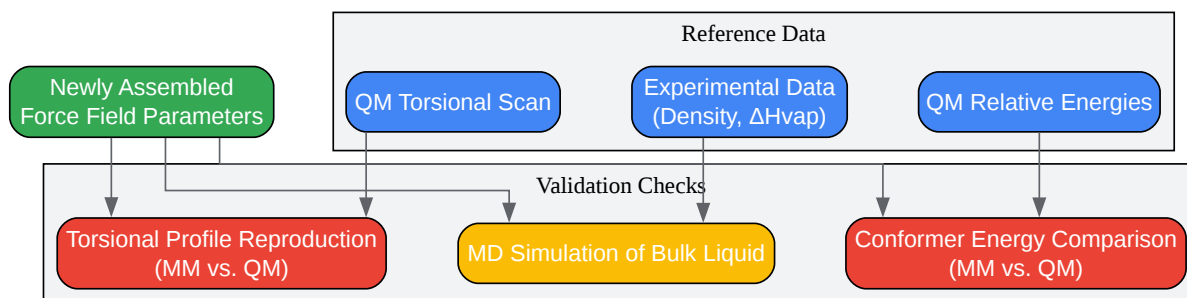 Reference Data
Newly Assembled
Force Field Parameters
QM Torsional Scan
Experimental Data
(Density, ΔHvap)
QM Relative Energies
Validation Checks
Torsional Profile Reproduction
(MM vs. QM)
MD Simulation of Bulk Liquid
Conformer Energy Comparison
(MM vs. QM)